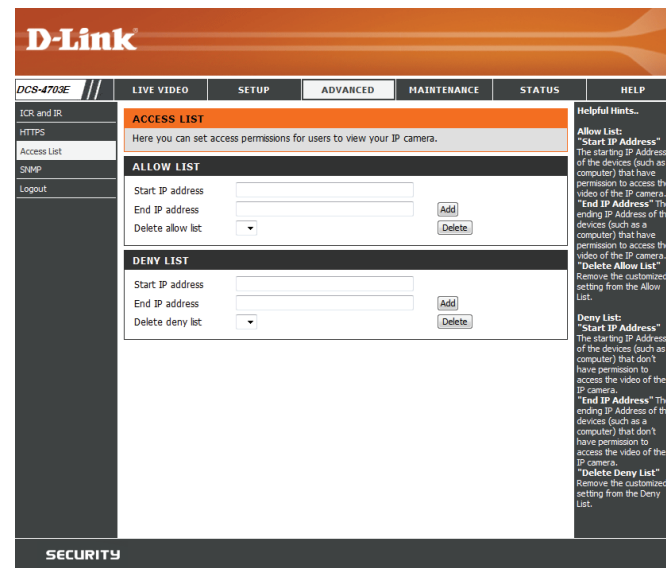 D-Link
DCS-4703E
LIVE VIDEO
SETUP
ADVANCED
MAINTENANCE
STATUS
HELP
ICR and IR
HTTPS
Access List
SNMP
Logout
ACCESS LIST
Here you can set access permissions for users to view your IP camera.
ALLOW LIST
Start IP address
End IP address
Add
Delete allow list
Delete
DENY LIST
Start IP address
End IP address
Add
Delete deny list
Delete
Helpful Hints..
Allow List:
"Start IP Address"
The starting IP Address
of the devices (such as
computer) that have
permission to access th
video of the IP camera.
"End IP Address" Th
ending IP Address of th
devices (such as a
computer) that have
permission to access th
video of the IP camera.
"Delete Allow List"
Remove the customized
setting from the Allow
List.
Deny List:
"Start IP Address"
The starting IP Address
of the devices (such as
computer) that don't
have permission to
access the video of the
IP camera.
"End IP Address" Th
ending IP Address of th
devices (such as a
computer) that don't
have permission to
access the video of the
IP camera.
"Delete Deny List"
Remove the customized
setting from the Deny
List.
SECURITY